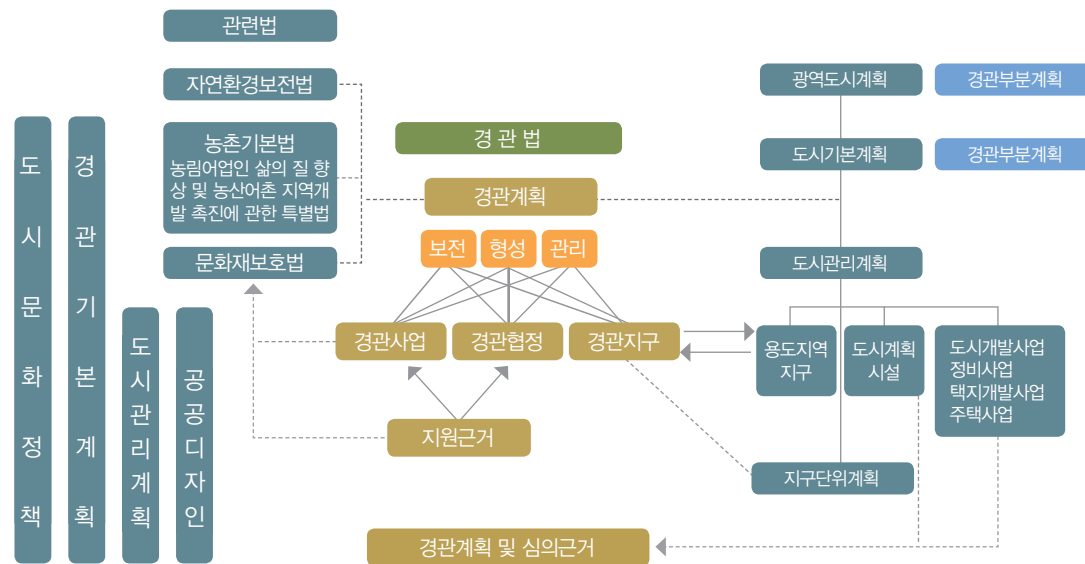 도시문화정책
경관기본계획
도시관리계획
공공디자인
관련법
자연환경보전법
농촌기본법
농림어업인 삶의 질 향
상 및 농산어촌 지역개
발 촉진에 관한 특별법
문화재보호법
경 관 법
경관계획
보전
형성
관리
경관사업
경관협정
경관지구
지원근거
경관계획 및 심의근거
광역도시계획
경관부분계획
도시기본계획
경관부분계획
도시관리계획
용도지역
지구
도시계획
시설
도시개발사업
정비사업
택지개발사업
주택사업
지구단위계획